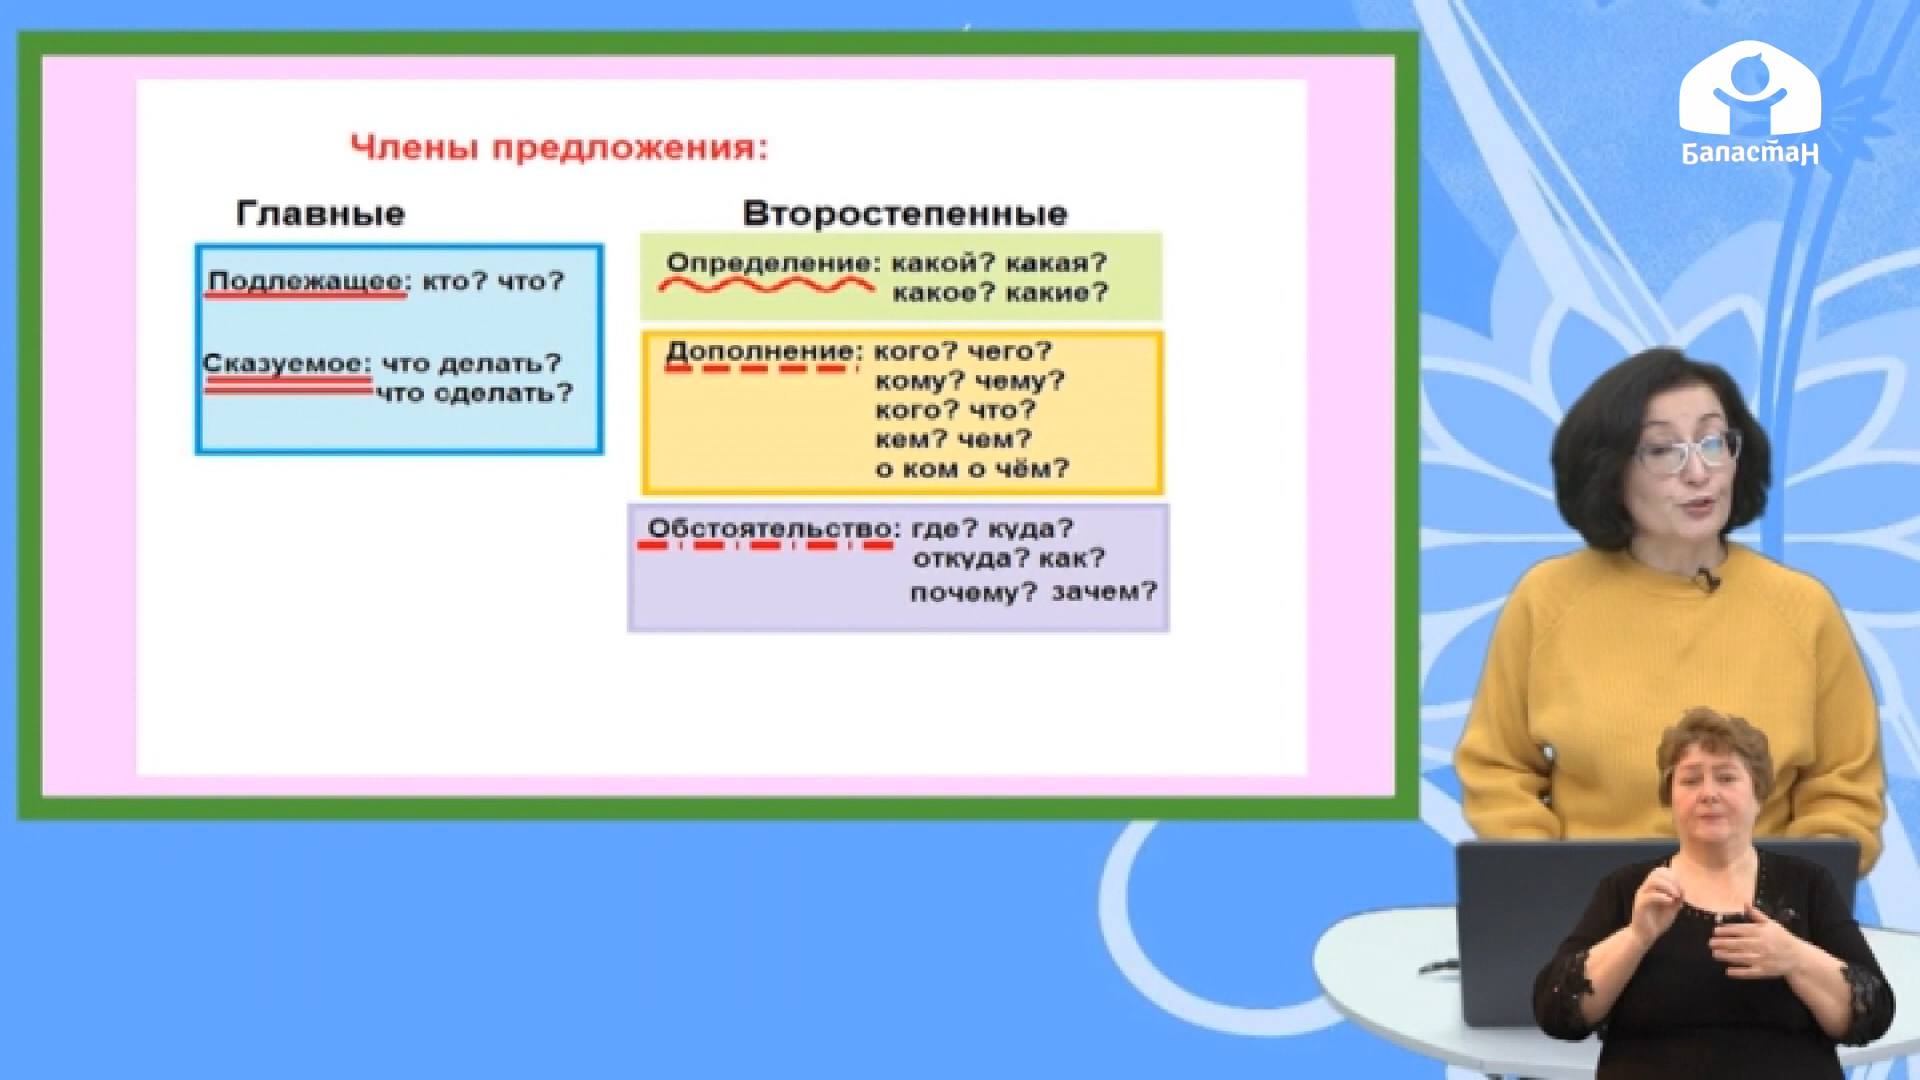 Члены предложения:
Главные
Подлежащее: кто? что?
Сказуемое: что делать?
что сделать?
Второстепенные
Определение: какой? какая?
какое? какие?
Дополнение: кого? чего?
кому? чему?
кого? что?
кем? чем?
о ком о чём?
Обстоятельство: где? куда?
откуда? как?
почему? зачем?
Баластан